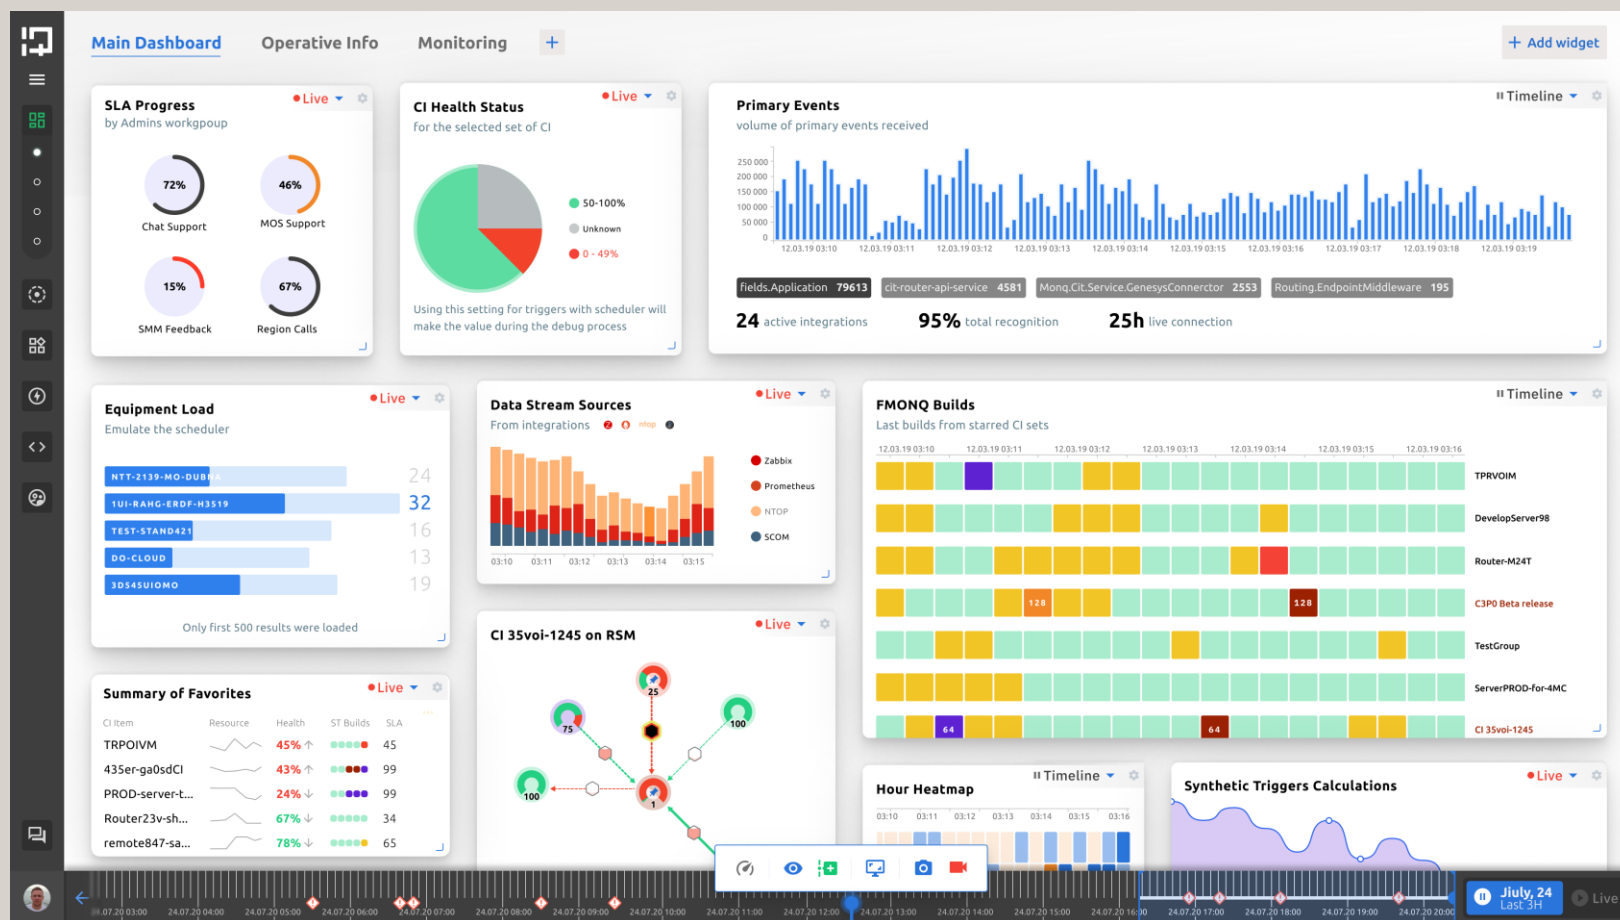 Main Dashboard
Operative Info
Monitoring
+
+ Add widget
SLA Progress
Live
by Admins workgpoup
72%
Chat Support
46%
MOS Support
15%
SMM Feedback
67%
Region Calls
CI Health Status
Live
for the selected set of CI
50-100%
Unknown
0 - 49%
Using this setting for triggers with scheduler will
make the value during the debug process
Primary Events
Timeline
volume of primary events received
250 000
200 000
150 000
100 000
50 000
0
12.03.19 03:10
12.03.19 03:11
12.03.19 03:12
12.03.19 03:13
12.03.19 03:14
12.03.19 03:15
12.03.19 03:16
12.03.19 03:17
12.03.19 03:18
12.03.19 03:19
fields.Application 79613
cit-router-api-service 4581
Monq.Cit.Service.GenesysConnerctor 2553
Routing.EndpointMiddleware 195
24 active integrations
95% total recognition
25h live connection
Equipment Load
Live
Emulate the scheduler
NTT-2139-MO-DUBNA 24
1UI-RAHG-ERDF-H3519 32
TEST-STAND421 16
DO-CLOUD 13
3D545UIOMO 19
Only first 500 results were loaded
Data Stream Sources
Live
From integrations
ntop
Zabbix
Prometheus
NTOP
SCOM
03:10 03:11 03:12 03:13 03:14 03:15
FMONQ Builds
Timeline
Last builds from starred CI sets
12.03.19 03:10
12.03.19 03:11
12.03.19 03:12
12.03.19 03:13
12.03.19 03:14
12.03.19 03:15
12.03.19 03:16
TPRVOIM
DevelopServer98
Router-M24T
128 128 C3P0 Beta release
TestGroup
ServerPROD-for-4MC
64 64 CI 35voi-1245
Summary of Favorites
Live
CI Item Resource Health ST Builds SLA
TRPOIVM 45% ↑ 45
435er-ga0sdCI 43% ↑ 99
PROD-server-t... 24% ↓ 99
Router23v-sh... 67% ↓ 34
remote847-sa... 78% ↓ 65
CI 35voi-1245 on RSM
Live
25
75
100
100
1
Hour Heatmap
Timeline
03:10 03:11 03:12 03:13 03:14 03:15 03:16
Synthetic Triggers Calculations
Live
24.07.20 04:00
24.07.20 05:00
24.07.20 06:00
24.07.20 07:00
24.07.20 08:00
24.07.20 09:00
24.07.20 10:00
24.07.20 11:00
24.07.20 12:00
24.07.20 13:00
24.07.20 14:00
24.07.20 15:00
24.07.20 17:00
24.07.20 18:00
24.07.20 19:00
24.07.20 20:00
Jiuly, 24
Last 3H
Live